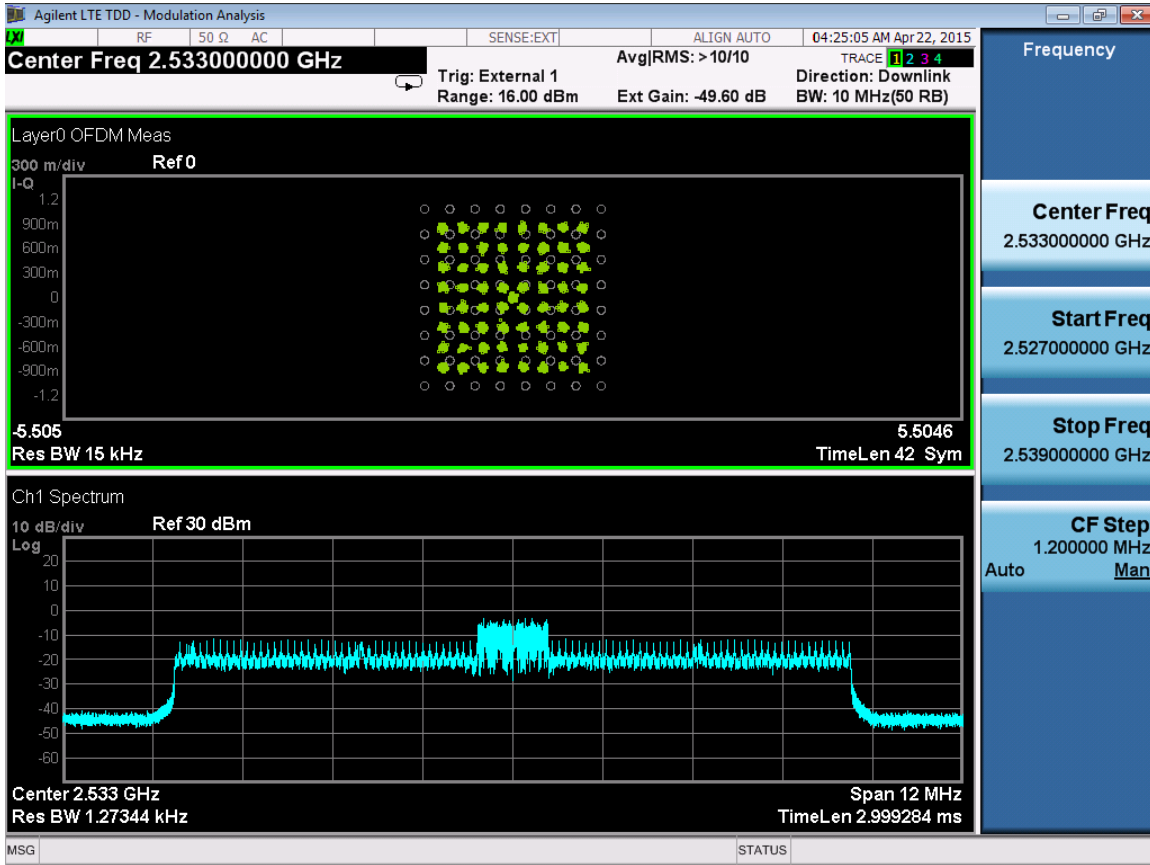 Agilent LTE TDD - Modulation Analysis
LXI RF 50 Ω AC SENSE:EXT ALIGN AUTO 04:25:05 AM Apr 22, 2015
Center Freq 2.533000000 GHz
Avg|RMS: >10/10
TRACE 1 2 3 4
Trig: External 1
Direction: Downlink
Range: 16.00 dBm
Ext Gain: -49.60 dB
BW: 10 MHz(50 RB)
Layer0 OFDM Meas
300 m/div
Ref 0
I-Q
1.2
900m
600m
300m
0
-300m
-600m
-900m
-1.2
-5.505
5.5046
Res BW 15 kHz
TimeLen 42 Sym
Ch1 Spectrum
10 dB/div
Ref 30 dBm
Log
20
10
0
-10
-20
-30
-40
-50
-60
Center 2.533 GHz
Span 12 MHz
Res BW 1.27344 kHz
TimeLen 2.999284 ms
MSG
STATUS
Frequency
Center Freq
2.533000000 GHz
Start Freq
2.527000000 GHz
Stop Freq
2.539000000 GHz
CF Step
1.200000 MHz
Auto Man